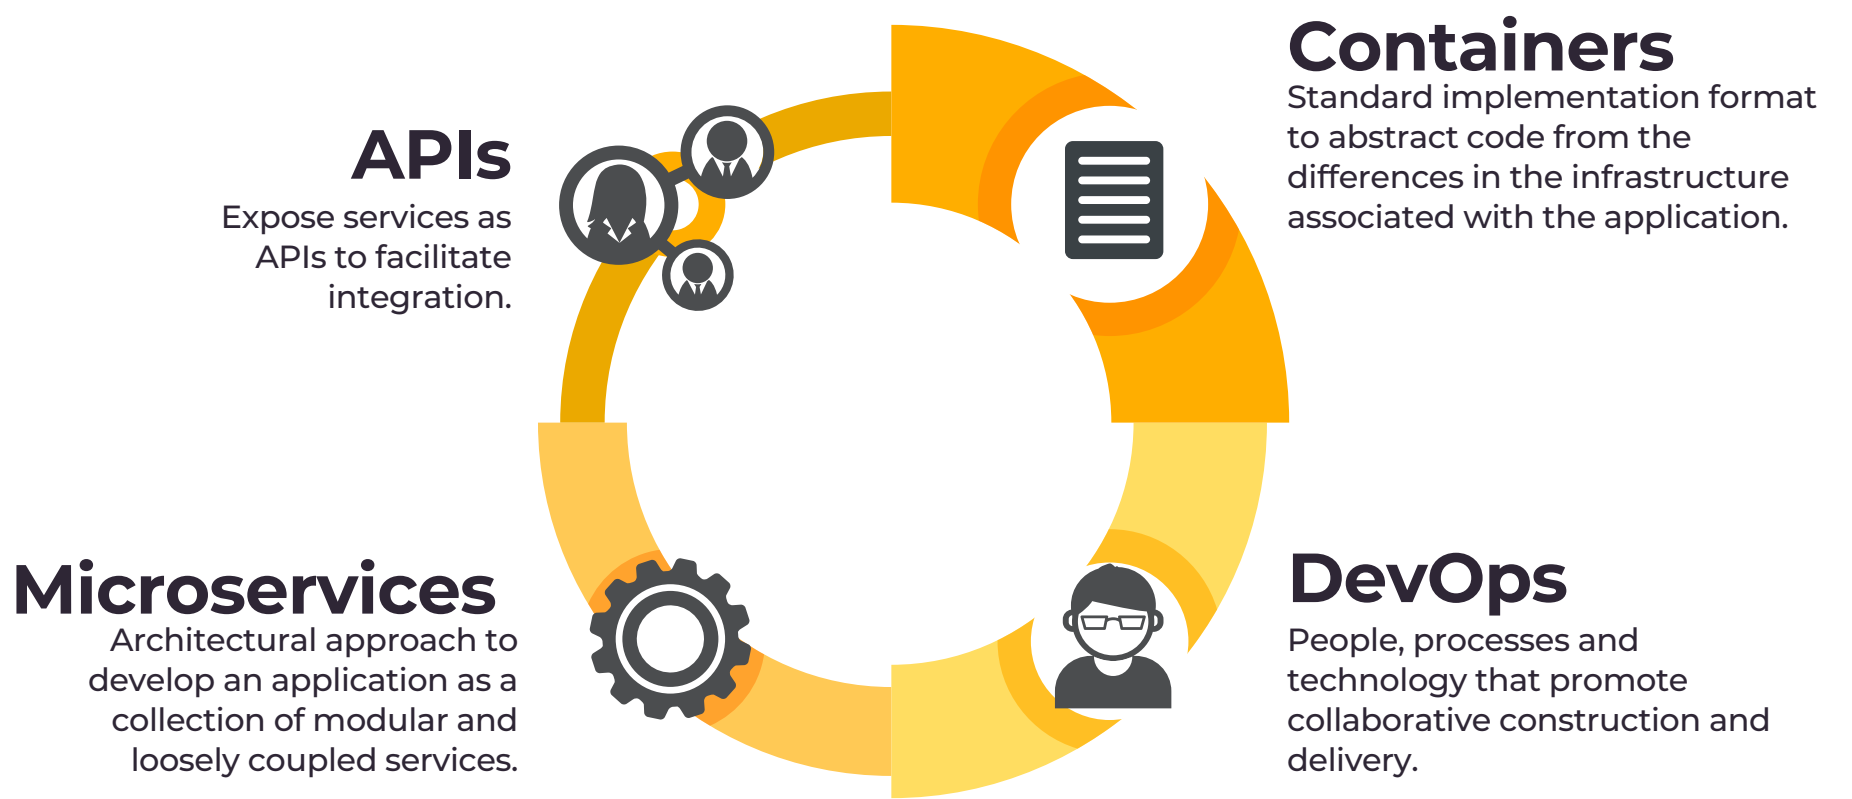 APIs
Expose services as
APIs to facilitate
integration.
Containers
Standard implementation format
to abstract code from the
differences in the infrastructure
associated with the application.
Microservices
Architectural approach to
develop an application as a
collection of modular and
loosely coupled services.
DevOps
People, processes and
technology that promote
collaborative construction and
delivery.